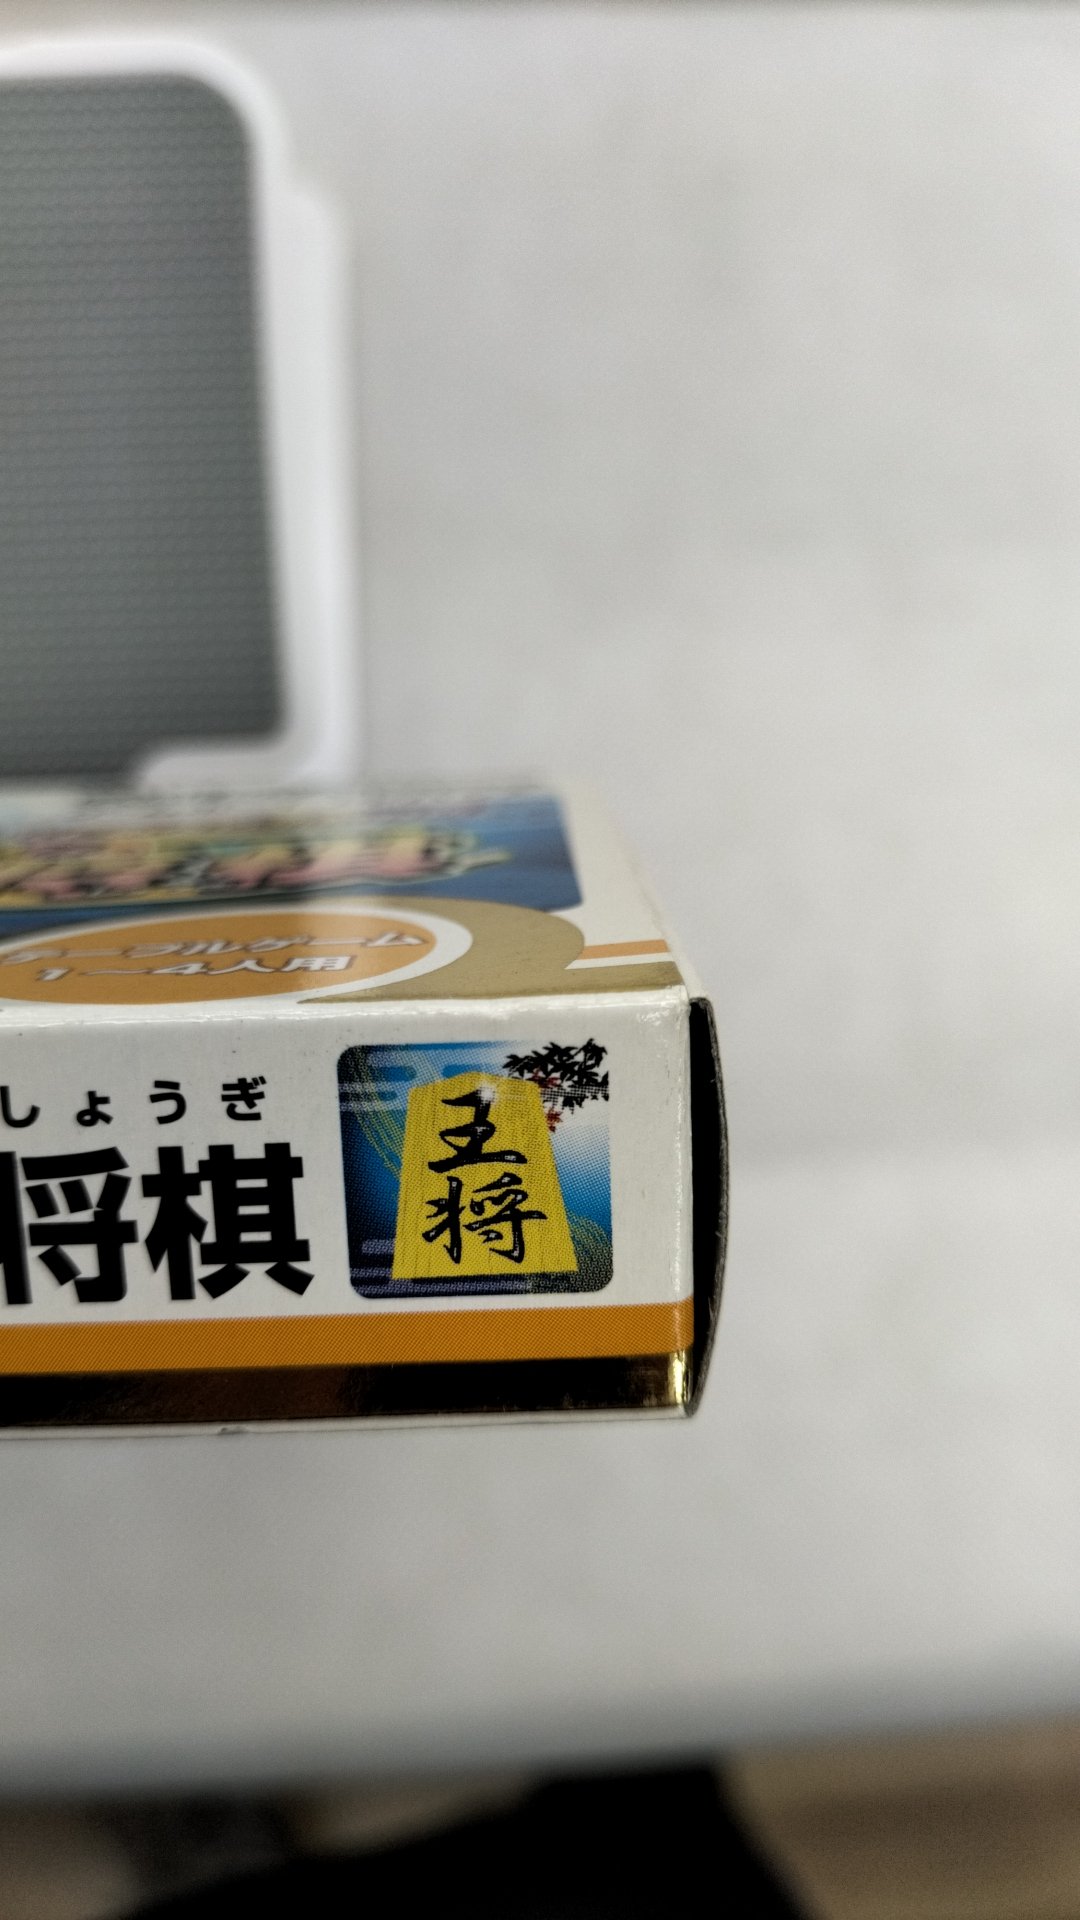 テーブルゲーム
1～4人用
しょうぎ
将棋
王
将